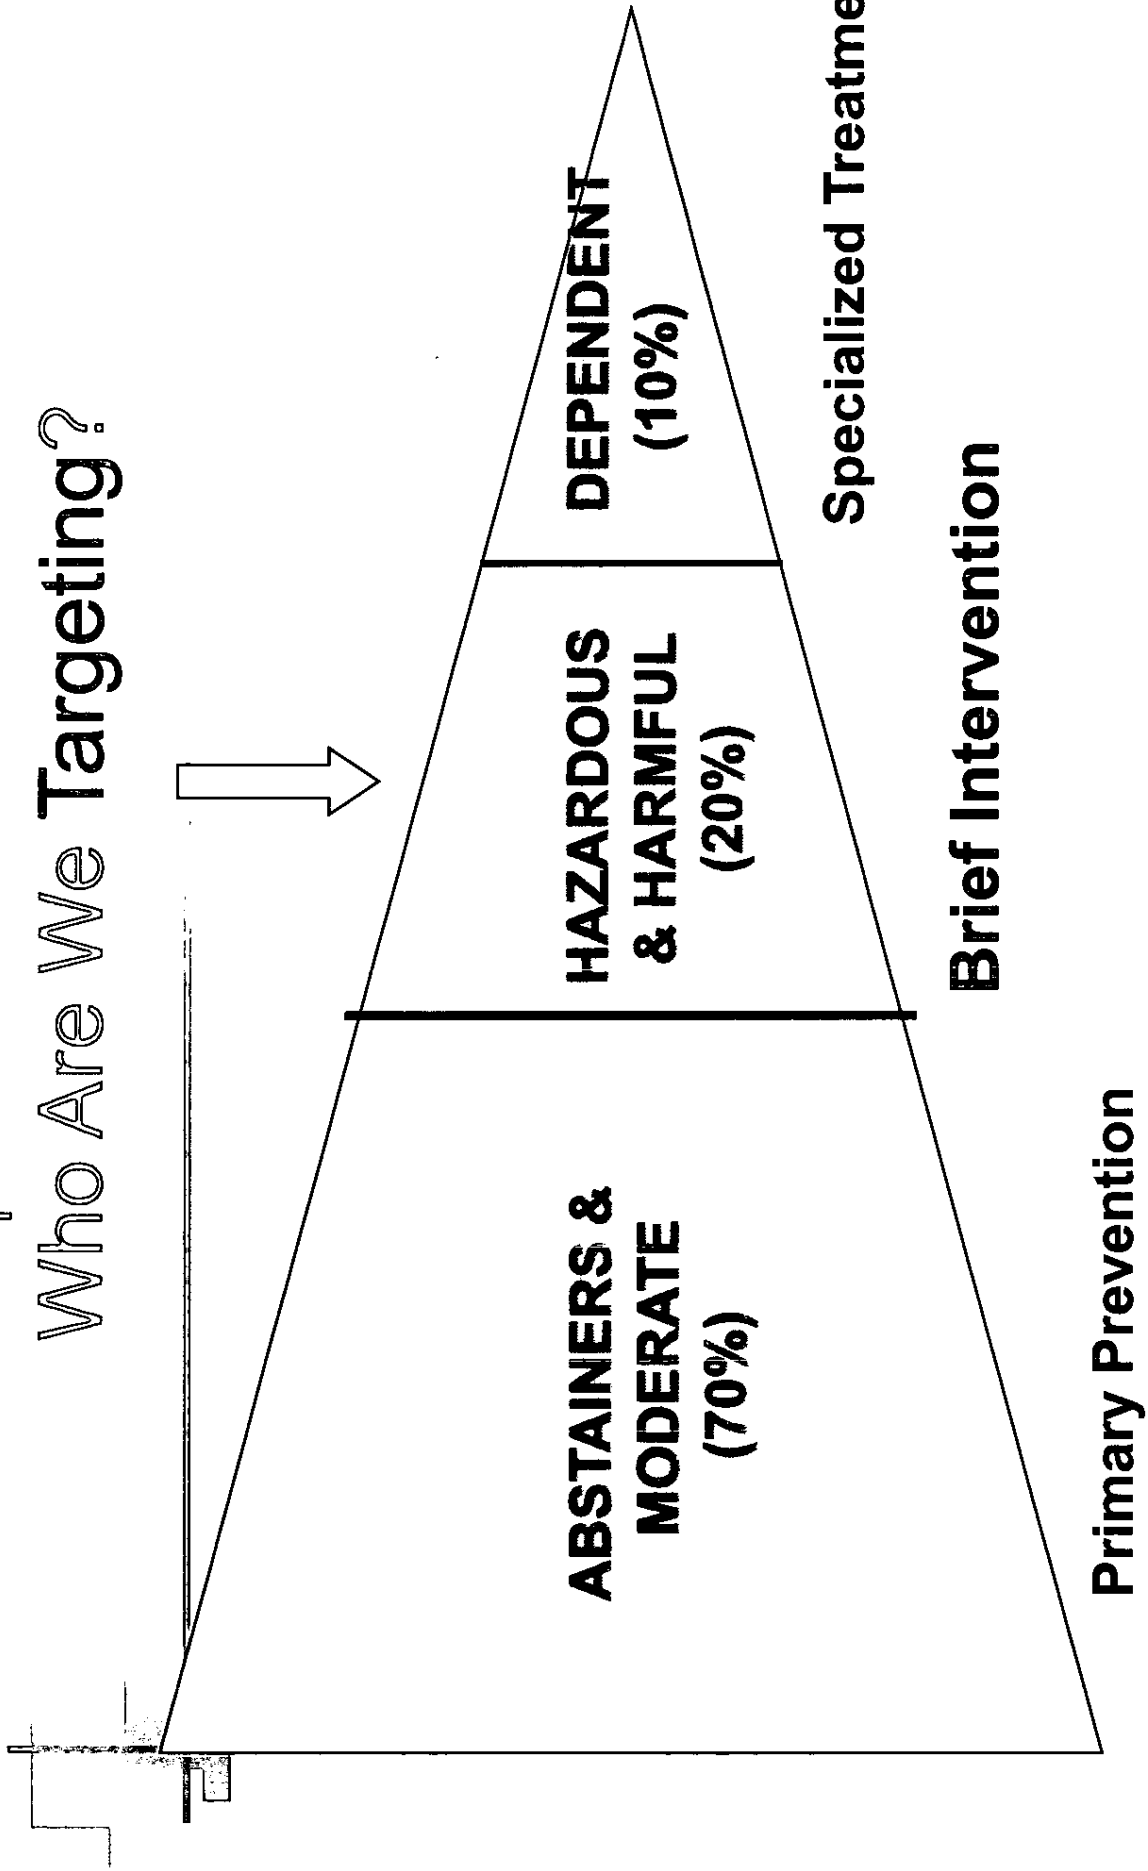 Who Are We Targeting?
ABSTAINERS &
MODERATE
(70%)
HAZARDOUS
& HARMFUL
(20%)
DEPENDENT
(10%)
Primary Prevention
Brief Intervention
Specialized Treatme